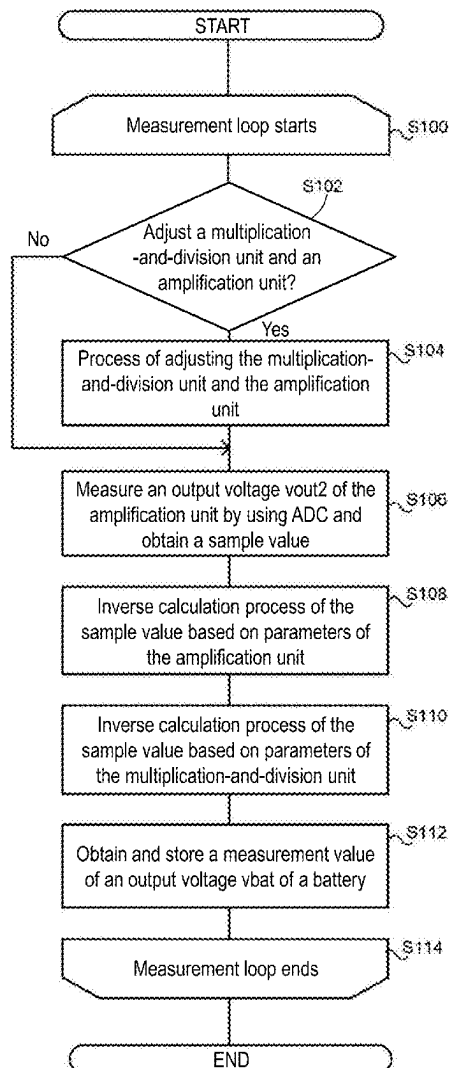 START
Measurement loop starts
S100
S102
No
Adjust a multiplication
-and-division unit and an
amplification unit?
Yes
S104
Process of adjusting the multiplication-
and-division unit and the amplification
unit
S106
Measure an output voltage vout2 of the
amplification unit by using ADC and
obtain a sample value
S108
Inverse calculation process of the
sample value based on parameters of
the amplification unit
S110
Inverse calculation process of the
sample value based on parameters of
the multiplication-and-division unit
S112
Obtain and store a measurement value
of an output voltage vbat of a battery
S114
Measurement loop ends
END